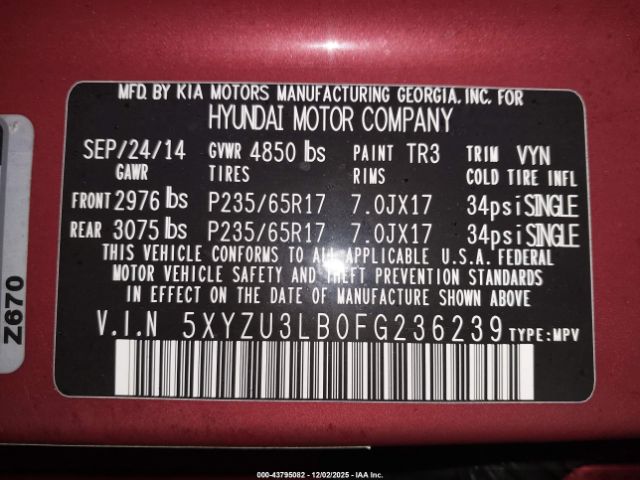 MFD. BY KIA MOTORS MANUFACTURING GEORGIA, INC. FOR
HYUNDAI MOTOR COMPANY
SEP/24/14 GVWR 4850 lbs PAINT TR3 TRIM VYN
GAWR TIRES RIMS COLD TIRE INFL
FRONT 2976 lbs P235/65R17 7.0JX17 34psi SINGLE
REAR 3075 lbs P235/65R17 7.0JX17 34psi SINGLE
THIS VEHICLE CONFORMS TO ALL APPLICABLE U.S.A. FEDERAL
MOTOR VEHICLE SAFETY AND THEFT PREVENTION STANDARDS
IN EFFECT ON THE DATE OF MANUFACTURE SHOWN ABOVE
V.I.N 5XYZU3LB0FG236239 TYPE:MPV
Z670
000-43795082 - 12/02/2025 - IAA Inc.